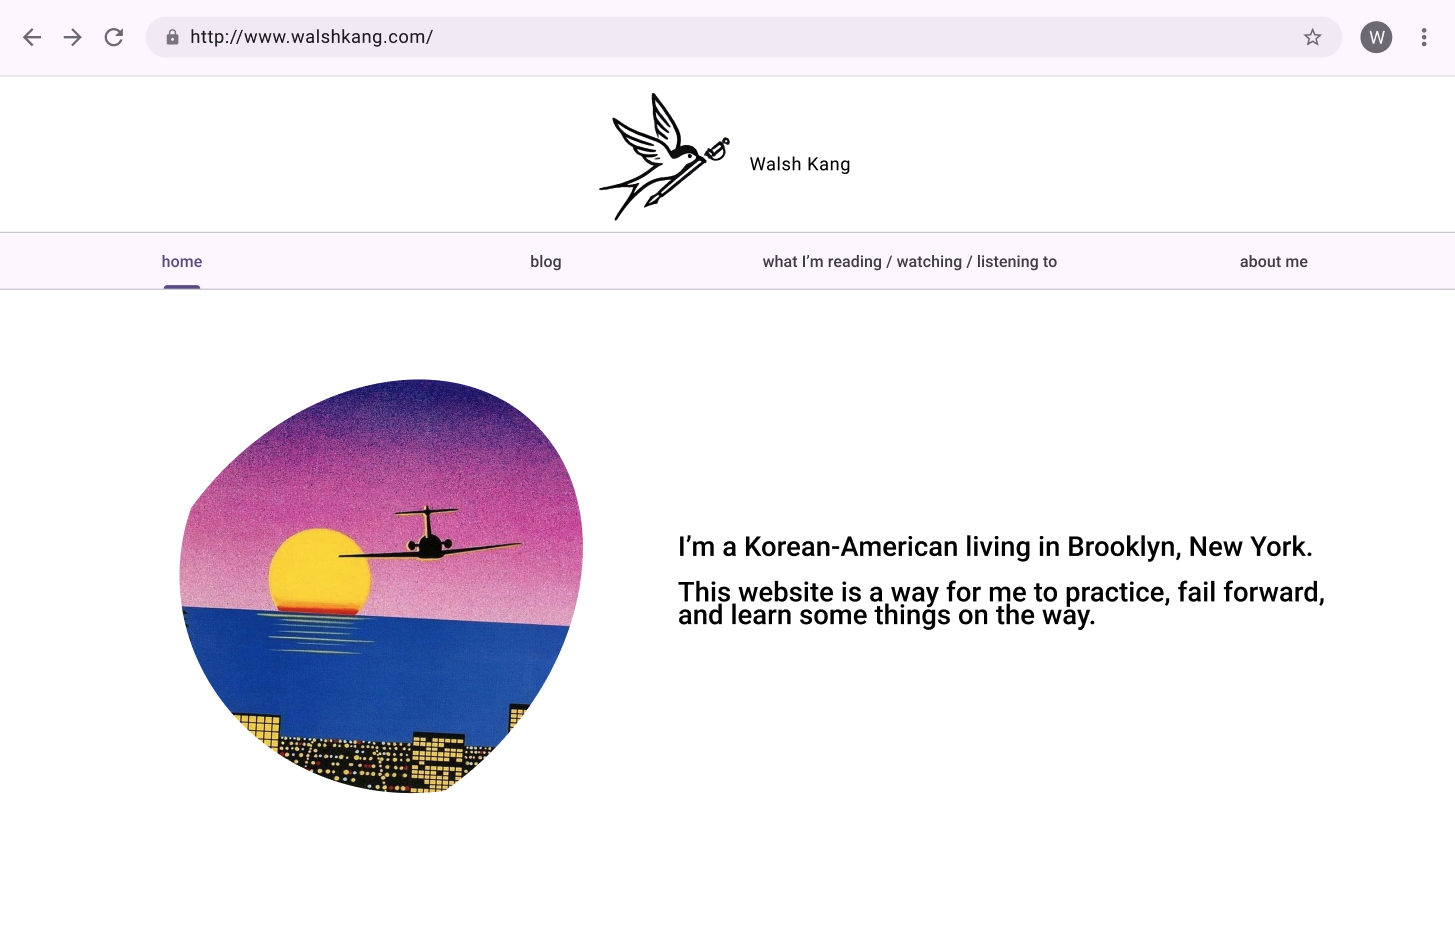 http://www.walshkang.com/
W
Walsh Kang
home
blog
what I’m reading / watching / listening to
about me
I’m a Korean-American living in Brooklyn, New York.
This website is a way for me to practice, fail forward,
and learn some things on the way.